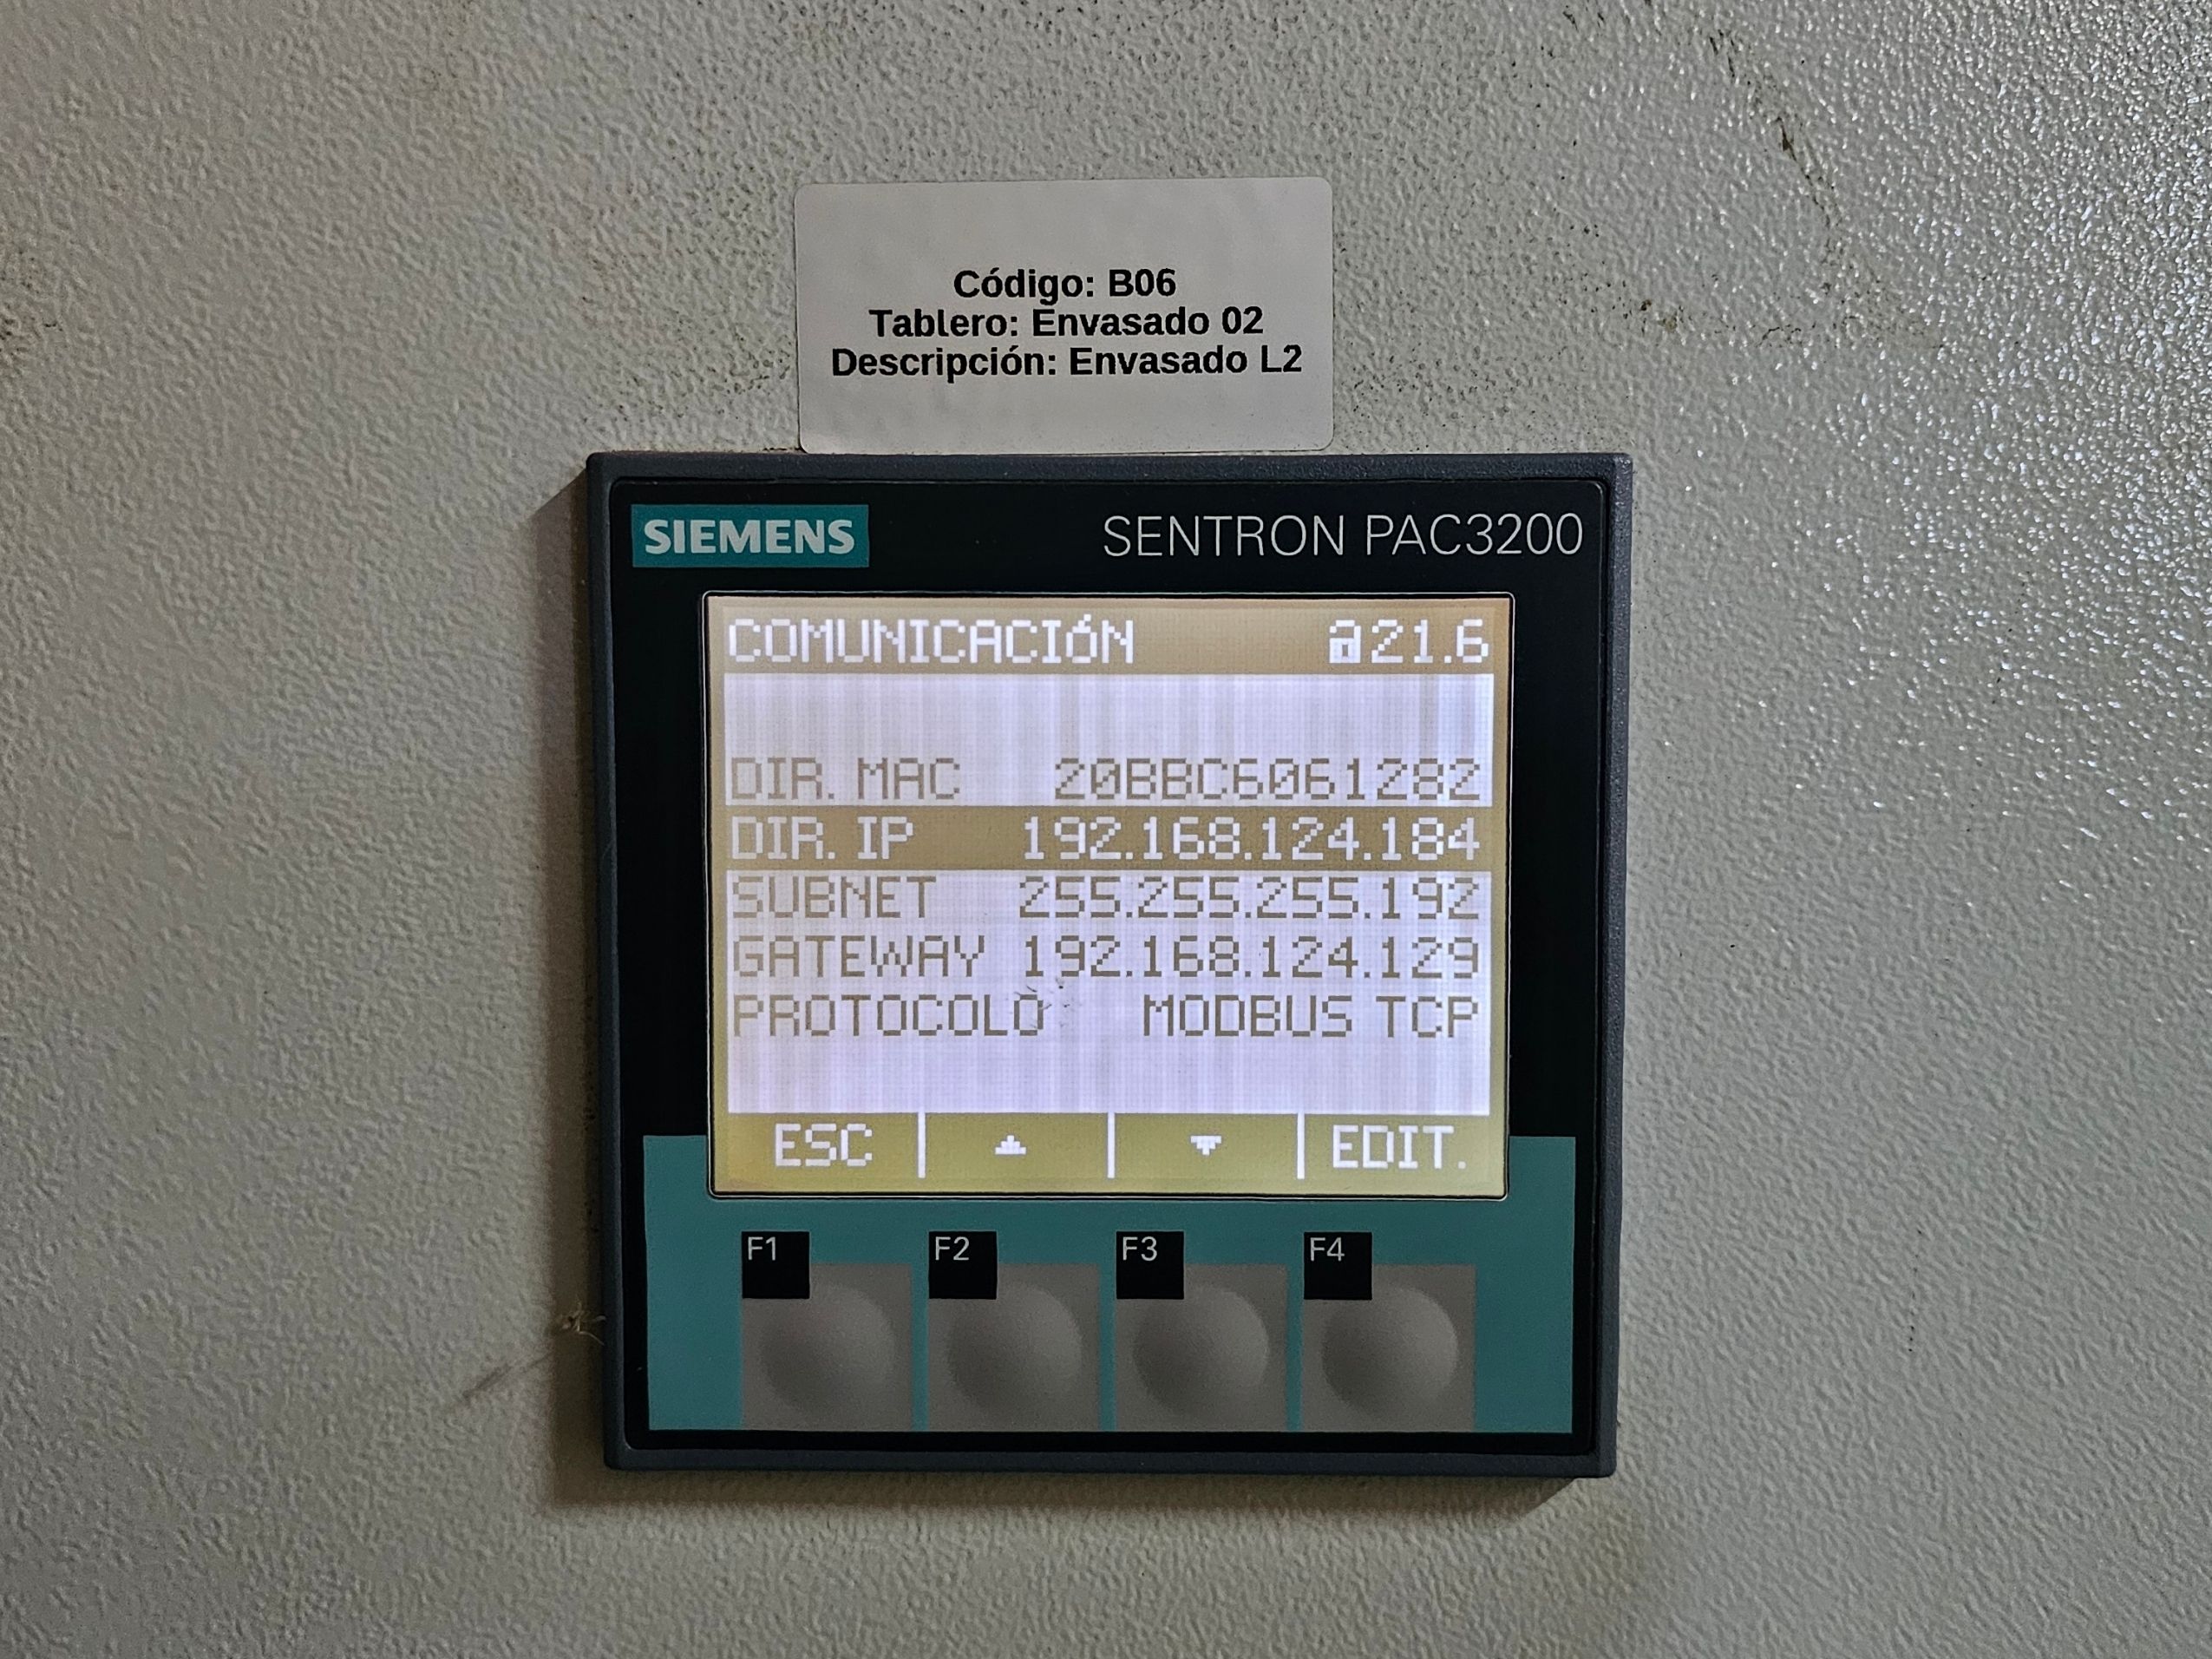 Código: B06
Tablero: Envasado 02
Descripción: Envasado L2
SIEMENS SENTRON PAC3200
COMUNICACIÓN 21.6
DIR. MAC 20BBC6061282
DIR. IP 192.168.124.184
SUBNET 255.255.255.192
GATEWAY 192.168.124.129
PROTOCOLO MODBUS TCP
ESC EDIT.
F1 F2 F3 F4